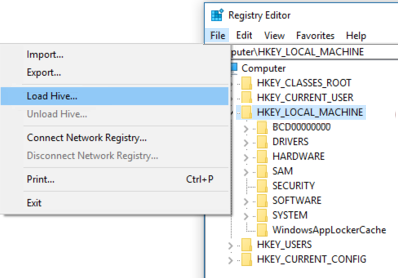 Registry Editor
File Edit View Favorites Help
puter\HKEY_LOCAL_MACHINE
Import...
Export...
Load Hive...
Unload Hive...
Connect Network Registry...
Disconnect Network Registry...
Print... Ctrl+P
Exit
Computer
HKEY_CLASSES_ROOT
HKEY_CURRENT_USER
HKEY_LOCAL_MACHINE
BCD00000000
DRIVERS
HARDWARE
SAM
SECURITY
SOFTWARE
SYSTEM
WindowsAppLockerCache
HKEY_USERS
HKEY_CURRENT_CONFIG